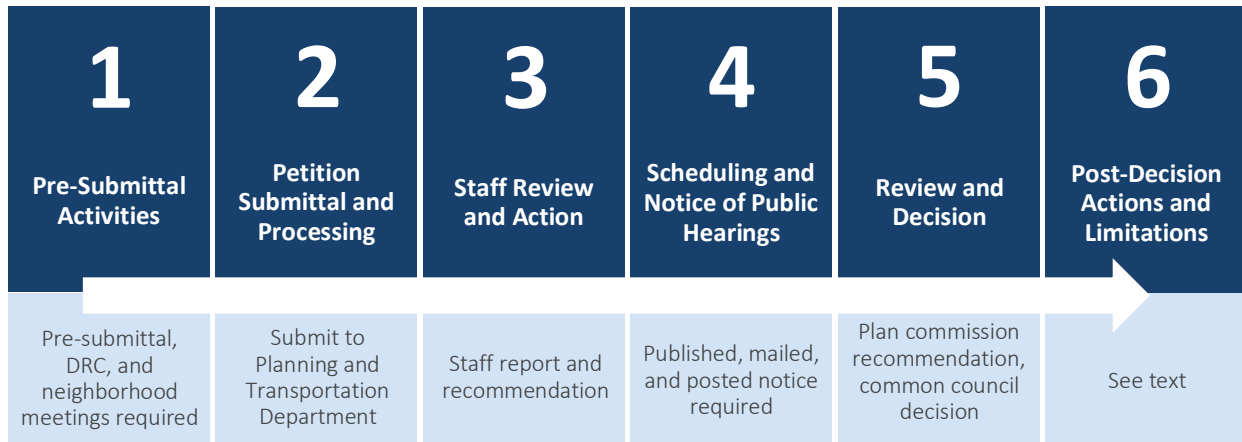 1
Pre-Submittal
Activities
2
Petition
Submittal and
Processing
3
Staff Review
and Action
4
Scheduling and
Notice of Public
Hearings
5
Review and
Decision
6
Post-Decision
Actions and
Limitations
Pre-submittal,
DRC, and
neighborhood
meetings required
Submit to
Planning and
Transportation
Department
Staff report and
recommendation
Published, mailed,
and posted notice
required
Plan commission
recommendation,
common council
decision
See text